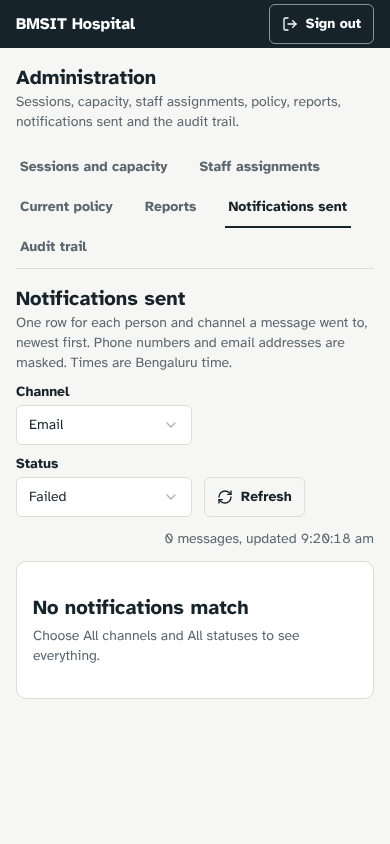 BMSIT Hospital
Sign out
Administration
Sessions, capacity, staff assignments, policy, reports,
notifications sent and the audit trail.
Sessions and capacity
Staff assignments
Current policy
Reports
Notifications sent
Audit trail
Notifications sent
One row for each person and channel a message went to,
newest first. Phone numbers and email addresses are
masked. Times are Bengaluru time.
Channel
Email
Status
Failed
Refresh
0 messages, updated 9:20:18 am
No notifications match
Choose All channels and All statuses to see
everything.